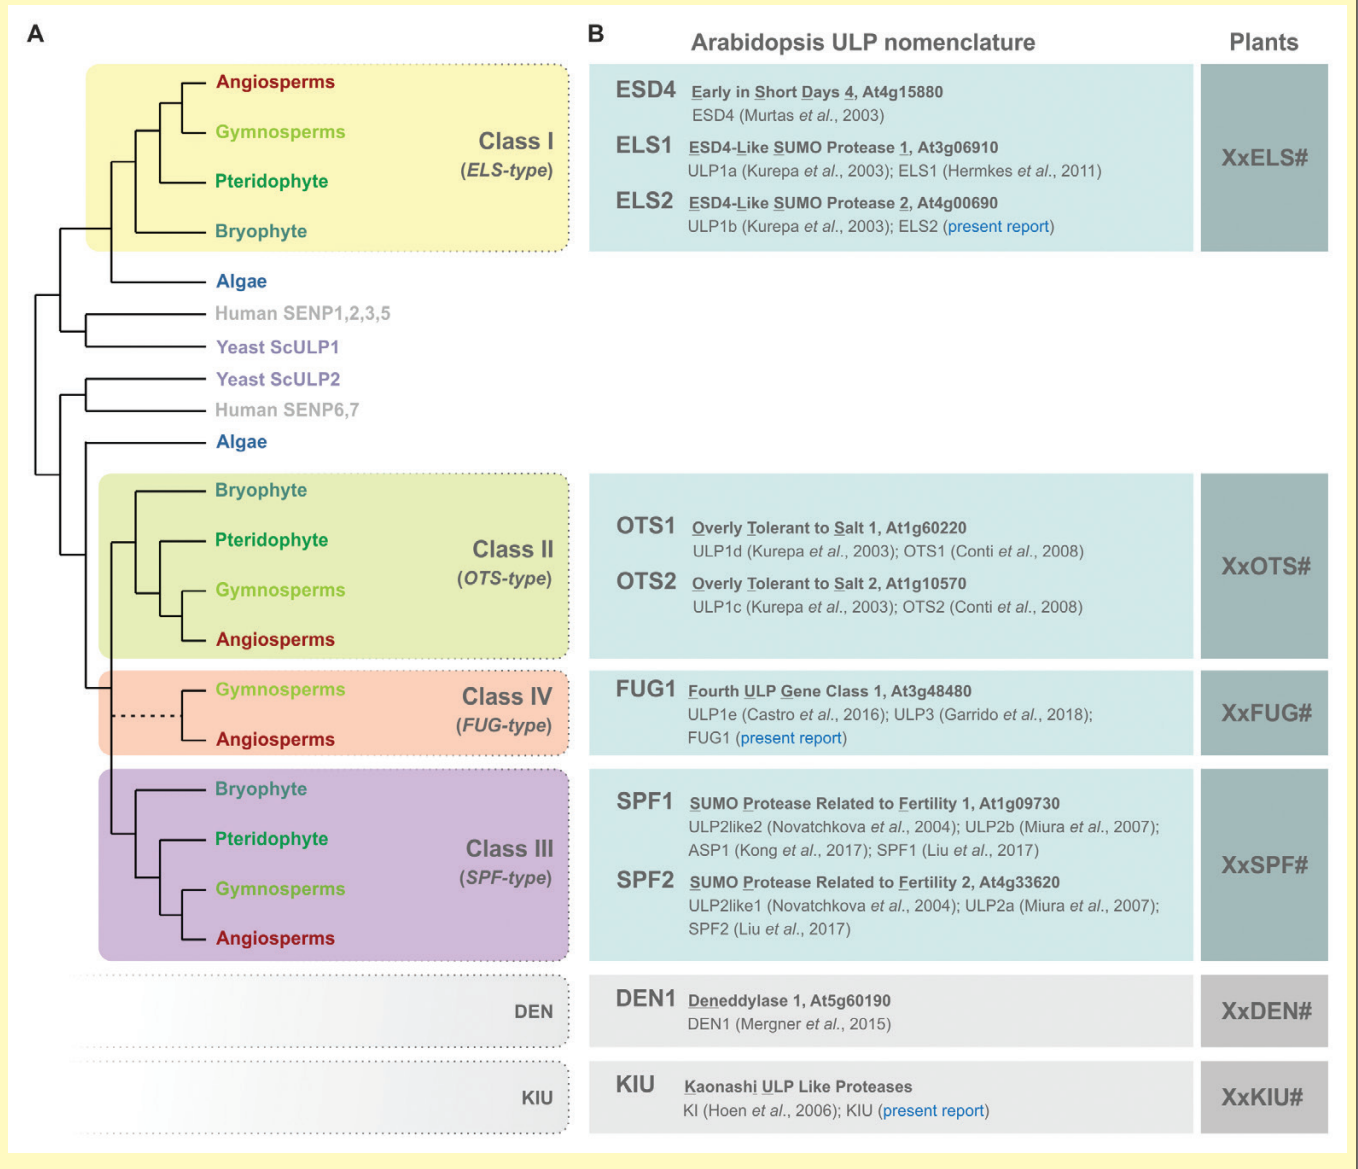 A
Angiosperms
Gymnosperms
Pteridophyte
Bryophyte
Class I
(ELS-type)
Algae
Human SENP1,2,3,5
Yeast ScULP1
Yeast ScULP2
Human SENP6,7
Algae
Bryophyte
Pteridophyte
Gymnosperms
Angiosperms
Class II
(OTS-type)
Gymnosperms
Angiosperms
Class IV
(FUG-type)
Bryophyte
Pteridophyte
Gymnosperms
Angiosperms
Class III
(SPF-type)
DEN
KIU
B
Arabidopsis ULP nomenclature
Plants
ESD4 Early in Short Days 4, At4g15880
ESD4 (Murtas et al., 2003)
ELS1 ESD4-Like SUMO Protease 1, At3g06910
ULP1a (Kurepa et al., 2003); ELS1 (Hermkes et al., 2011)
ELS2 ESD4-Like SUMO Protease 2, At4g00690
ULP1b (Kurepa et al., 2003); ELS2 (present report)
XxELS#
OTS1 Overly Tolerant to Salt 1, At1g60220
ULP1d (Kurepa et al., 2003); OTS1 (Conti et al., 2008)
OTS2 Overly Tolerant to Salt 2, At1g10570
ULP1c (Kurepa et al., 2003); OTS2 (Conti et al., 2008)
XxOTS#
FUG1 Fourth ULP Gene Class 1, At3g48480
ULP1e (Castro et al., 2016); ULP3 (Garrido et al., 2018);
FUG1 (present report)
XxFUG#
SPF1 SUMO Protease Related to Fertility 1, At1g09730
ULP2like2 (Novatchkova et al., 2004); ULP2b (Miura et al., 2007);
ASP1 (Kong et al., 2017); SPF1 (Liu et al., 2017)
SPF2 SUMO Protease Related to Fertility 2, At4g33620
ULP2like1 (Novatchkova et al., 2004); ULP2a (Miura et al., 2007);
SPF2 (Liu et al., 2017)
XxSPF#
DEN1 Deneddylase 1, At5g60190
DEN1 (Mergner et al., 2015)
XxDEN#
KIU Kaonashi ULP Like Proteases
KI (Hoen et al., 2006); KIU (present report)
XxKIU#